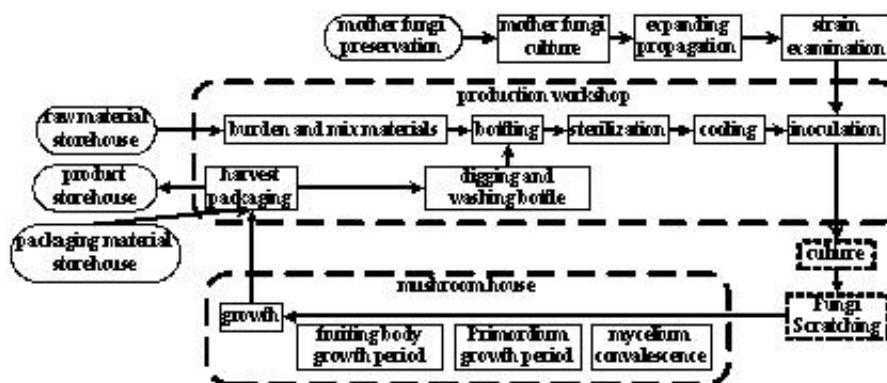 mother fungi
preservation
mother fungi
culture
expanding
propagation
strain
examination
production workshop
raw material
storehouse
burden and mix materials
bottling
sterilization
cooling
inoculation
product
storehouse
harvest
packaging
digging and
washing bottle
packaging material
storehouse
culture
mushroom house
growth
Fungi
Scratching
fruiting body
growth period
Primordium
growth period
mycelium
convalescence